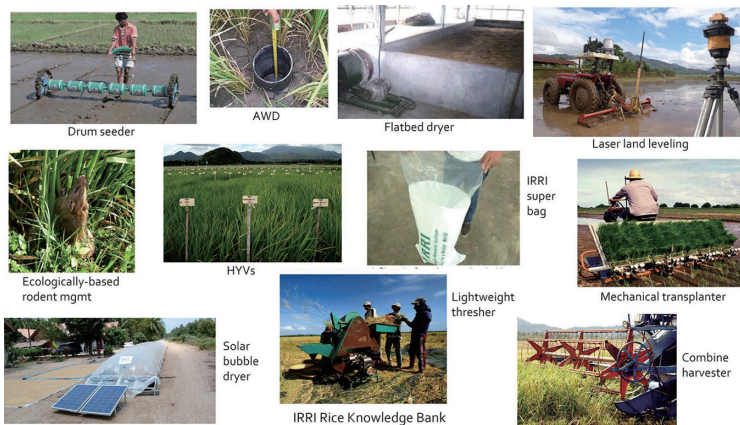 Drum seeder
AWD
Flatbed dryer
Laser land leveling
Ecologically-based
rodent mgmt
HYVs
IRRI
IRRI
super
bag
Mechanical transplanter
Solar
bubble
dryer
Lightweight
thresher
Combine
harvester
IRRI Rice Knowledge Bank